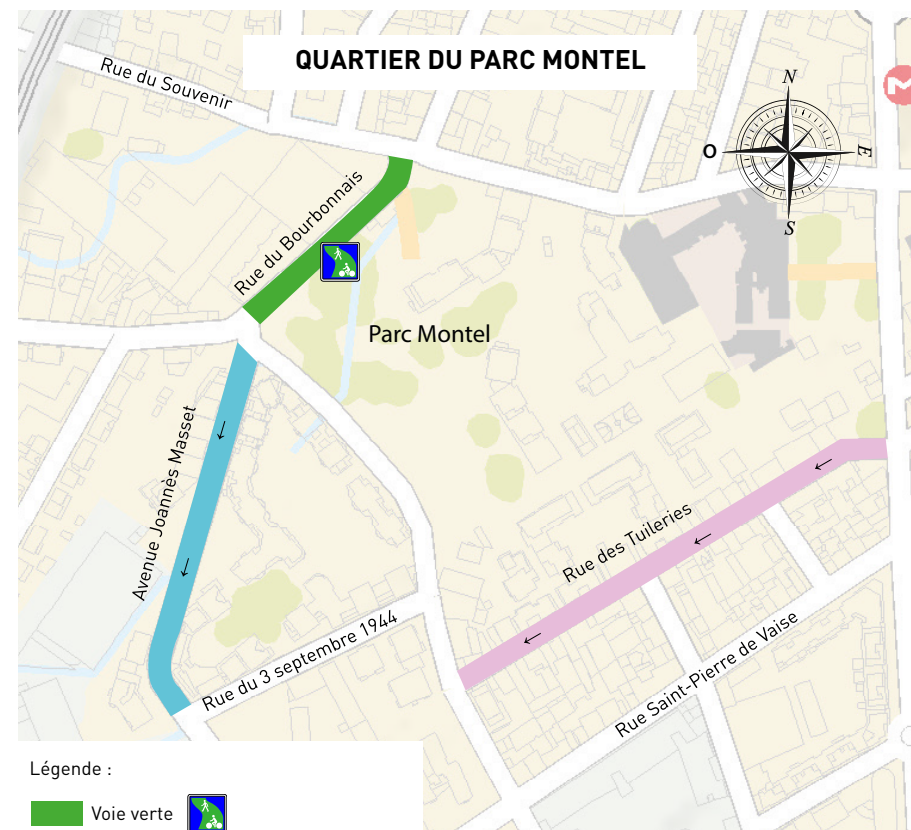 QUARTIER DU PARC MONTEL
Rue du Souvenir
M
N
O
E
S
Rue du Bourbonnais
Parc Montel
Avenue Joannès Masset
Rue des Tuileries
Rue du 3 septembre 1944
Rue Saint-Pierre de Vaise
Légende :
Voie verte